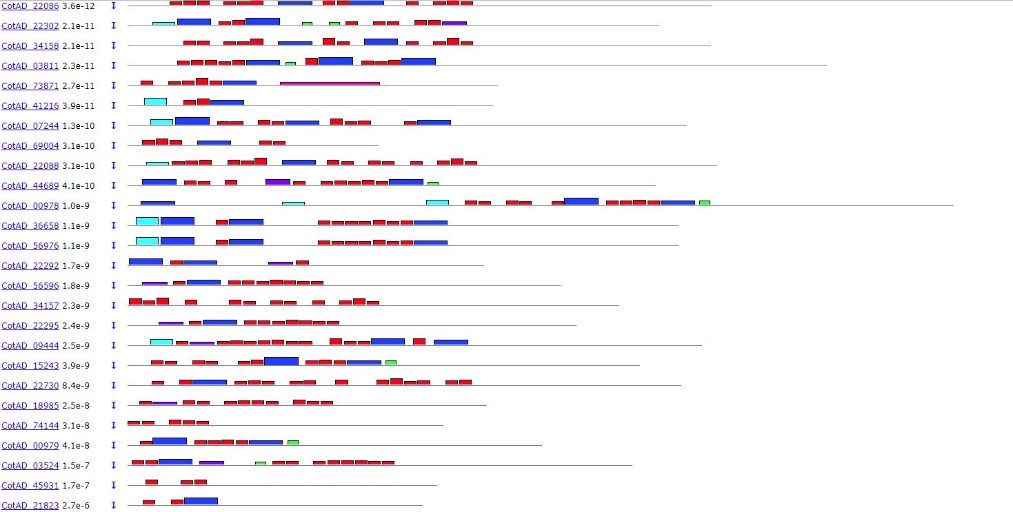 CotAD_22086 3.6e-12
CotAD_22302 2.1e-11
CotAD_34158 2.1e-11
CotAD_03811 2.3e-11
CotAD_73871 2.7e-11
CotAD_41216 3.9e-11
CotAD_07244 1.3e-10
CotAD_69004 3.1e-10
CotAD_22088 3.1e-10
CotAD_44689 4.1e-10
CotAD_00978 1.0e-9
CotAD_36658 1.1e-9
CotAD_56976 1.1e-9
CotAD_22292 1.7e-9
CotAD_56596 1.8e-9
CotAD_34157 2.3e-9
CotAD_22295 2.4e-9
CotAD_09444 2.5e-9
CotAD_15243 3.9e-9
CotAD_22730 8.4e-9
CotAD_18985 2.5e-8
CotAD_74144 3.1e-8
CotAD_00979 4.1e-8
CotAD_03524 1.5e-7
CotAD_45931 1.7e-7
CotAD_21823 2.7e-6